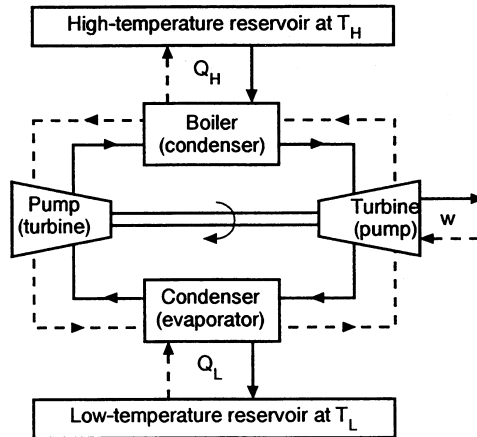 High-temperature reservoir at T_H
Q_H
Boiler
(condenser)
Pump
(turbine)
Turbine
(pump)
w
Condenser
(evaporator)
Q_L
Low-temperature reservoir at T_L